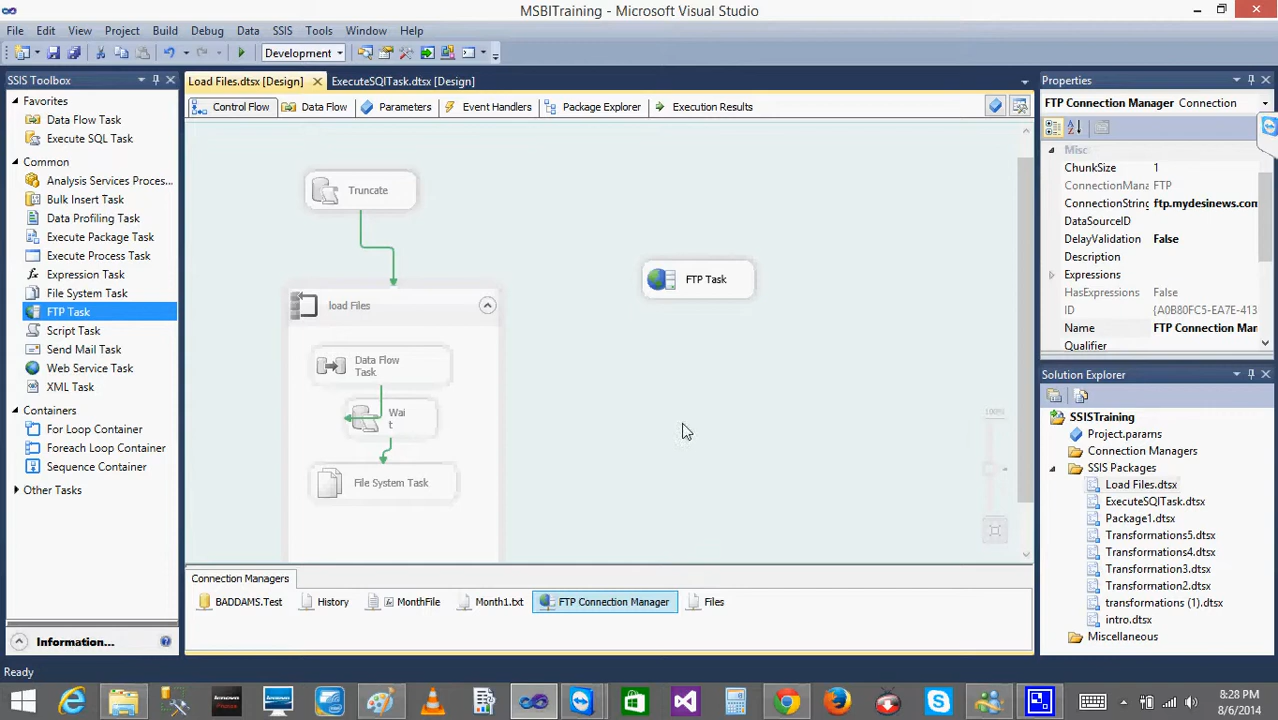 MSBITraining - Microsoft Visual Studio
File Edit View Project Build Debug Data SSIS Tools Window Help
Development
SSIS Toolbox
Favorites
Data Flow Task
Execute SQL Task
Common
Analysis Services Proces...
Bulk Insert Task
Data Profiling Task
Execute Package Task
Execute Process Task
Expression Task
File System Task
FTP Task
Script Task
Send Mail Task
Web Service Task
XML Task
Containers
For Loop Container
Foreach Loop Container
Sequence Container
Other Tasks
Information...
Load Files.dtsx [Design] ExecuteSQlTask.dtsx [Design]
Control Flow Data Flow Parameters Event Handlers Package Explorer Execution Results
Truncate
load Files
Data Flow
Task
Wai
t
File System Task
FTP Task
100%
Connection Managers
BADDAMS.Test History MonthFile Month1.txt FTP Connection Manager Files
Properties
FTP Connection Manager Connection
Misc
ChunkSize 1
ConnectionMana FTP
ConnectionString ftp.mydesinews.com
DataSourceID
DelayValidation False
Description
Expressions
HasExpressions False
ID {A0B80FC5-EA7E-413
Name FTP Connection Man
Qualifier
Solution Explorer
SSISTraining
Project.params
Connection Managers
SSIS Packages
Load Files.dtsx
ExecuteSQlTask.dtsx
Package1.dtsx
Transformations5.dtsx
Transformations4.dtsx
Transformation3.dtsx
Transformation2.dtsx
transformations (1).dtsx
intro.dtsx
Miscellaneous
Ready
8:28 PM
8/6/2014